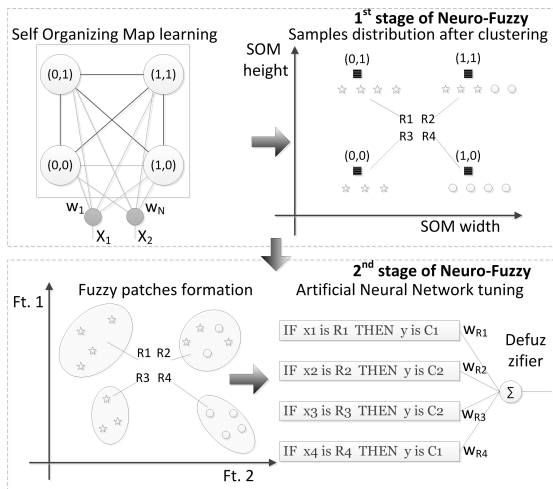 1st stage of Neuro-Fuzzy
Self Organizing Map learning
Samples distribution after clustering
SOM
height
(0,1)
(1,1)
(0,0)
(1,0)
w1
wN
X1
X2
(0,1)
(1,1)
R1 R2
R3 R4
(0,0)
(1,0)
SOM width
2nd stage of Neuro-Fuzzy
Fuzzy patches formation
Artificial Neural Network tuning
Ft. 1
R1 R2
R3 R4
Ft. 2
IF x1 is R1 THEN y is C1
IF x2 is R2 THEN y is C2
IF x3 is R3 THEN y is C2
IF x4 is R4 THEN y is C1
wR1
wR2
wR3
wR4
Defuz
zifier
Σ